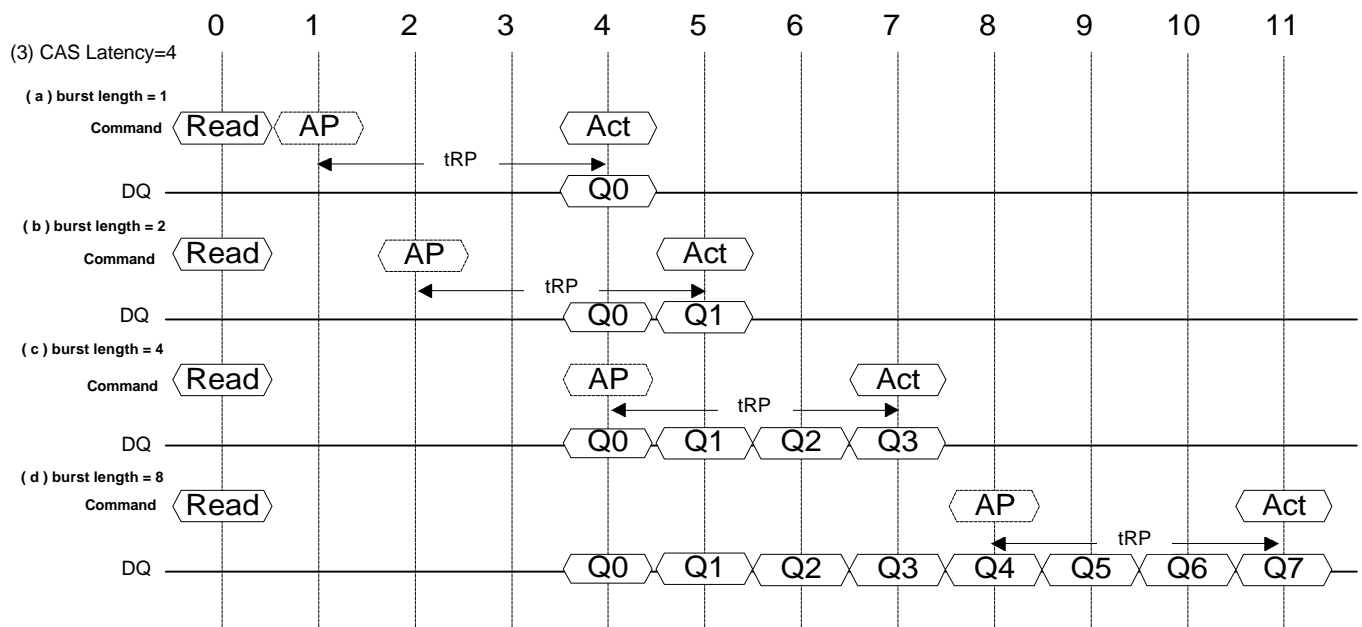 0 1 2 3 4 5 6 7 8 9 10 11
(3) CAS Latency=4
( a ) burst length = 1
Command Read AP Act
tRP
DQ Q0
( b ) burst length = 2
Command Read AP Act
tRP
DQ Q0 Q1
( c ) burst length = 4
Command Read AP Act
tRP
DQ Q0 Q1 Q2 Q3
( d ) burst length = 8
Command Read AP Act
tRP
DQ Q0 Q1 Q2 Q3 Q4 Q5 Q6 Q7